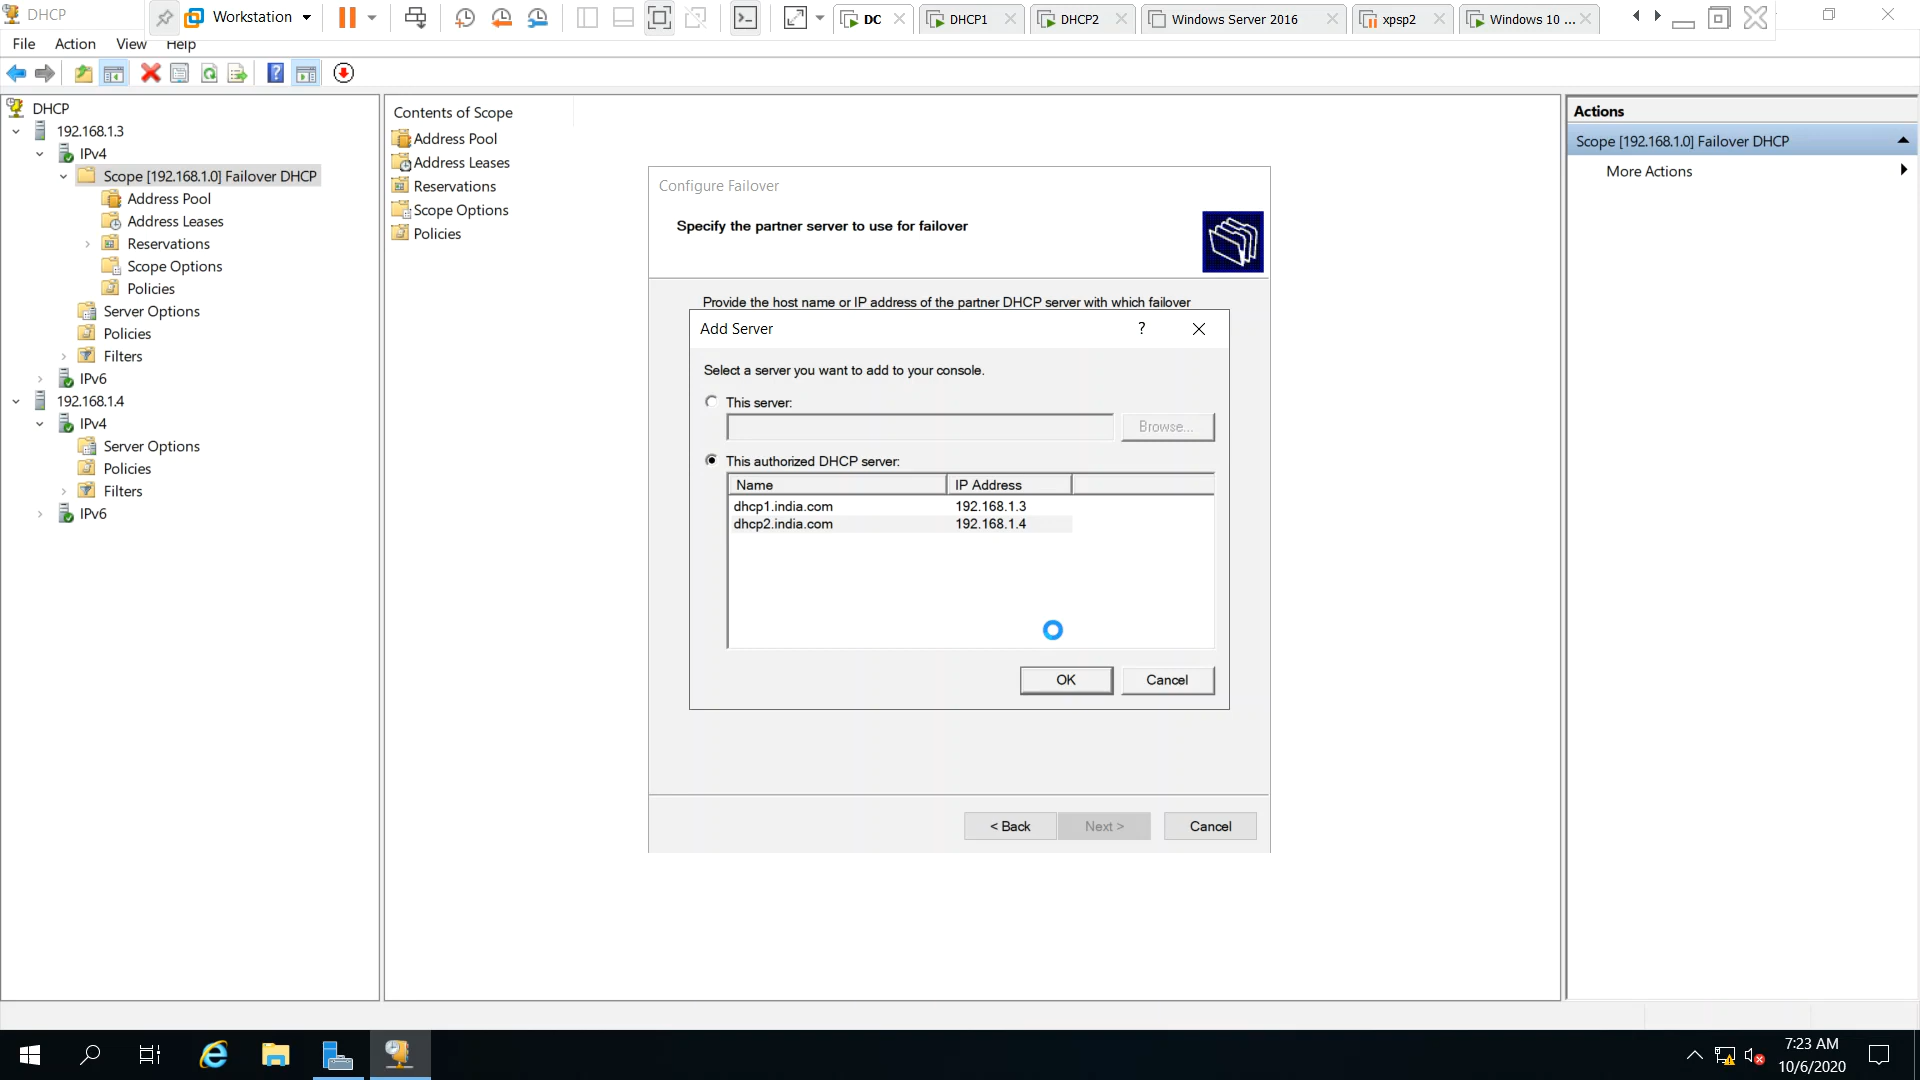 DHCP
Workstation
DC
DHCP1
DHCP2
Windows Server 2016
xpsp2
Windows 10 ...
File
Action
View
Help
DHCP
192.168.1.3
IPv4
Scope [192.168.1.0] Failover DHCP
Address Pool
Address Leases
Reservations
Scope Options
Policies
Server Options
Policies
Filters
IPv6
192.168.1.4
IPv4
Server Options
Policies
Filters
IPv6
Contents of Scope
Address Pool
Address Leases
Reservations
Scope Options
Policies
Configure Failover
Specify the partner server to use for failover
Provide the host name or IP address of the partner DHCP server with which failover
Add Server
?
Select a server you want to add to your console.
This server:
Browse...
This authorized DHCP server:
Name IP Address
dhcp1.india.com 192.168.1.3
dhcp2.india.com 192.168.1.4
OK
Cancel
< Back
Next >
Cancel
Actions
Scope [192.168.1.0] Failover DHCP
More Actions
7:23 AM
10/6/2020